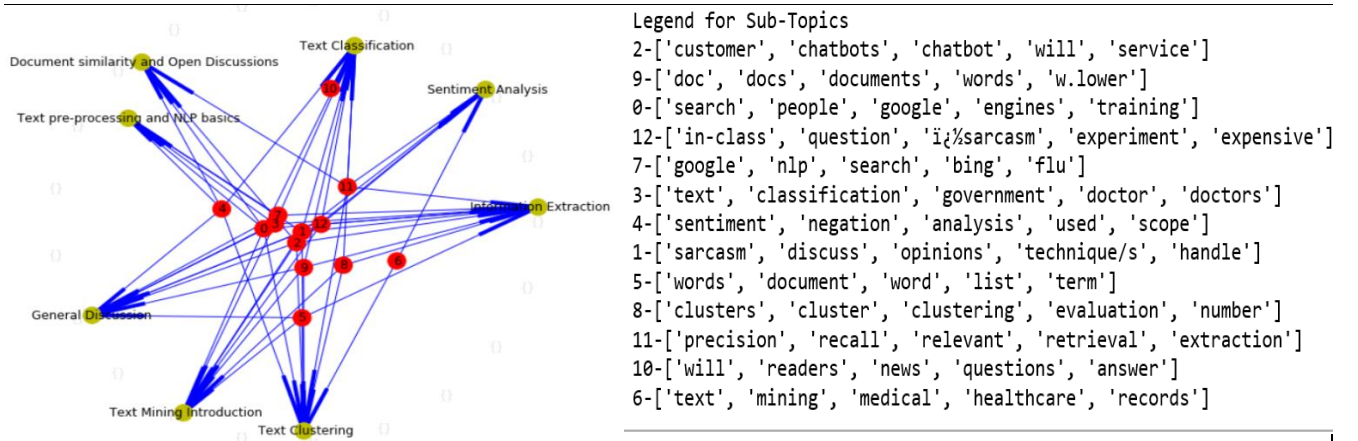 Text Classification
Document similarity and Open Discussions
Sentiment Analysis
10
Text pre-processing and NLP basics
11
4
7
Information Extraction
0
3
1
12
2
9
8
6
General Discussion
5
Text Mining Introduction
Text Clustering
{}
{}
{}
{}
{}
{}
{}
{}
{}
{}
{}
{}
{}
{}
Legend for Sub-Topics
2-['customer', 'chatbots', 'chatbot', 'will', 'service']
9-['doc', 'docs', 'documents', 'words', 'w.lower']
0-['search', 'people', 'google', 'engines', 'training']
12-['in-class', 'question', 'ï¿½sarcasm', 'experiment', 'expensive']
7-['google', 'nlp', 'search', 'bing', 'flu']
3-['text', 'classification', 'government', 'doctor', 'doctors']
4-['sentiment', 'negation', 'analysis', 'used', 'scope']
1-['sarcasm', 'discuss', 'opinions', 'technique/s', 'handle']
5-['words', 'document', 'word', 'list', 'term']
8-['clusters', 'cluster', 'clustering', 'evaluation', 'number']
11-['precision', 'recall', 'relevant', 'retrieval', 'extraction']
10-['will', 'readers', 'news', 'questions', 'answer']
6-['text', 'mining', 'medical', 'healthcare', 'records']